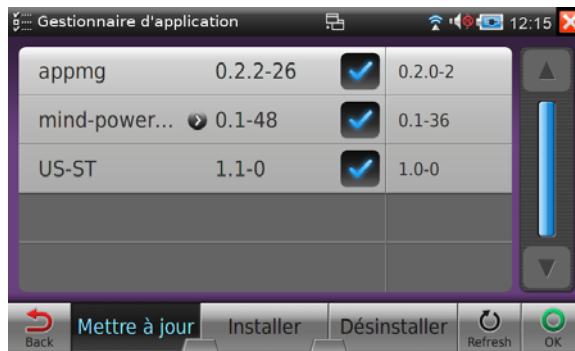 Gestionnaire d'application 12:15
appmg 0.2.2-26 0.2.0-2
mind-power... 0.1-48 0.1-36
US-ST 1.1-0 1.0-0
Back Mettre à jour Installer Désinstaller Refresh OK